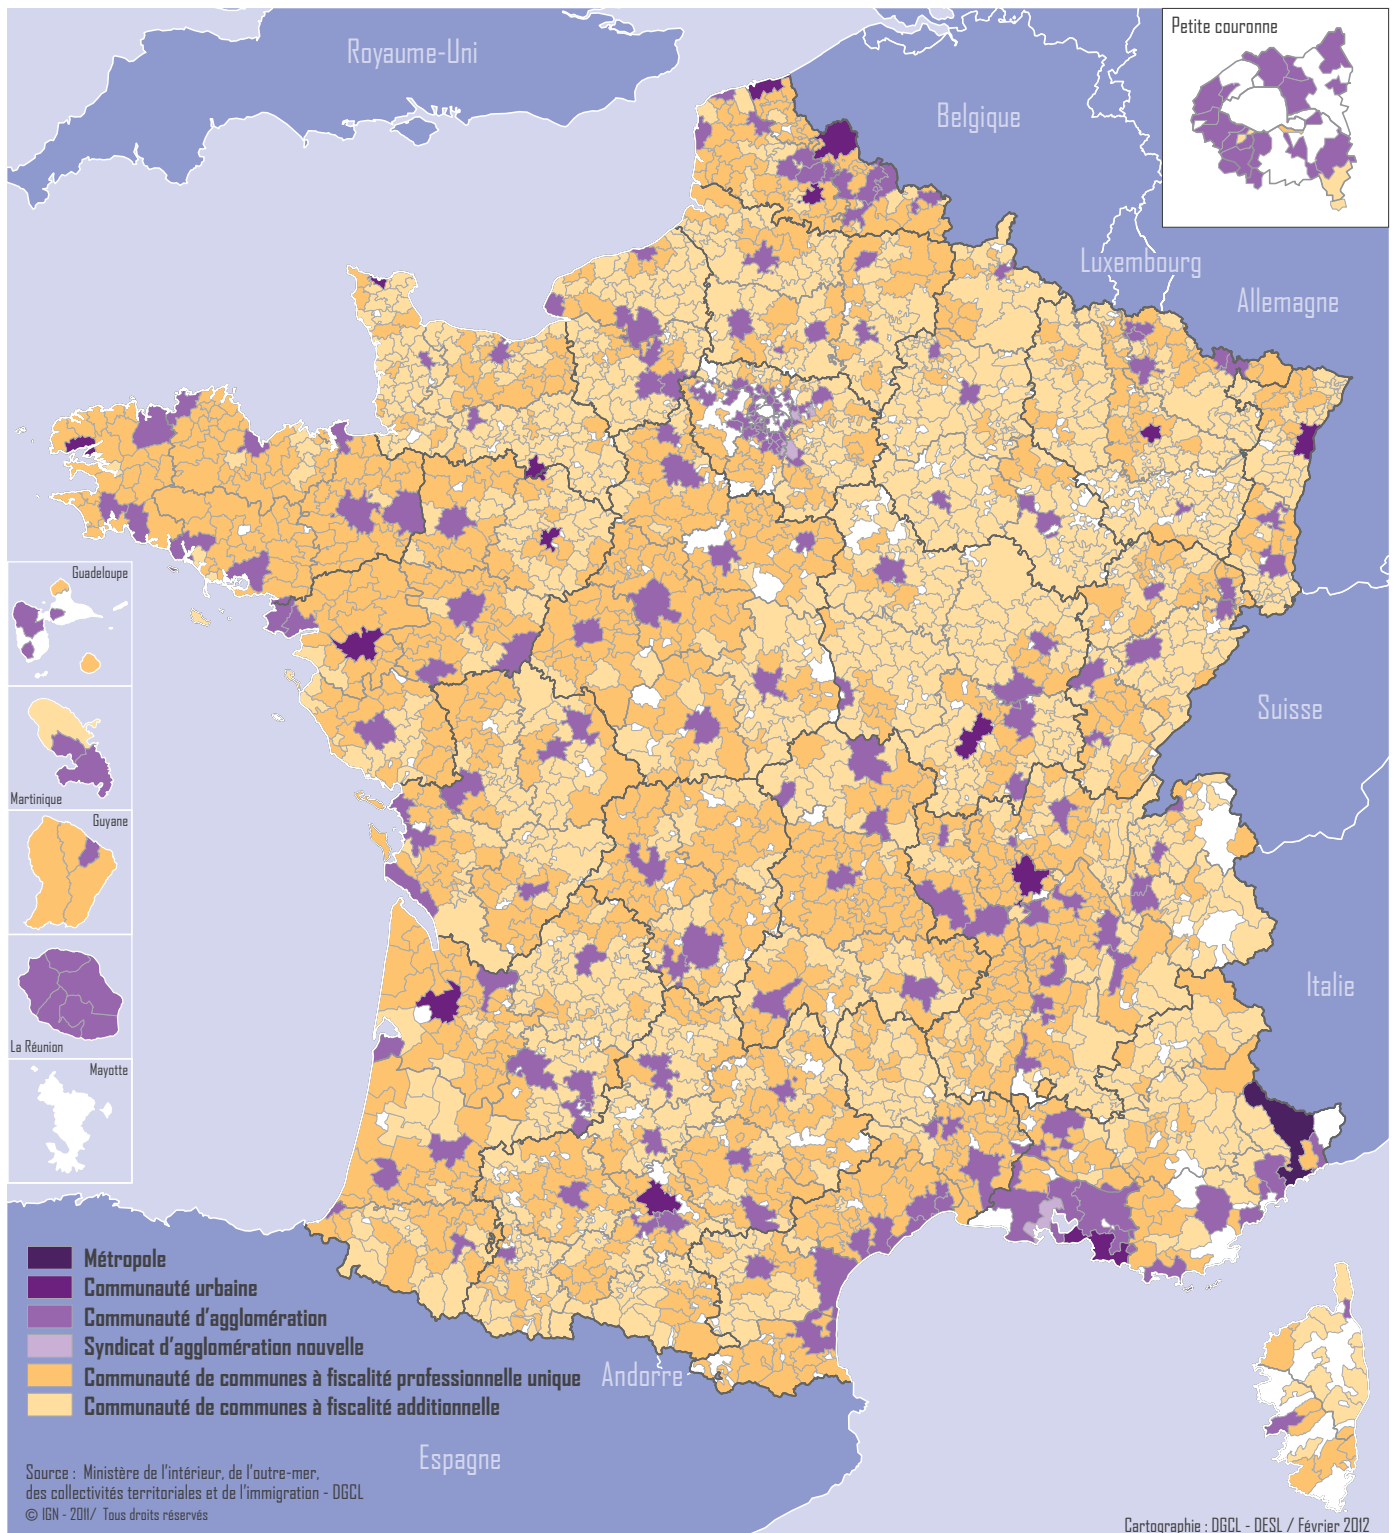 Royaume-Uni
Petite couronne
Belgique
Luxembourg
Allemagne
Guadeloupe
Suisse
Martinique
Guyane
Italie
La Réunion
Mayotte
Métropole
Communauté urbaine
Communauté d'agglomération
Syndicat d'agglomération nouvelle
Communauté de communes à fiscalité professionnelle unique
Andorre
Communauté de communes à fiscalité additionnelle
Espagne
Source : Ministère de l'intérieur, de l'outre-mer,
des collectivités territoriales et de l'immigration - DGCL
© IGN - 2011/ Tous droits réservés
Cartographie : DGCL - DESL / Février 2012